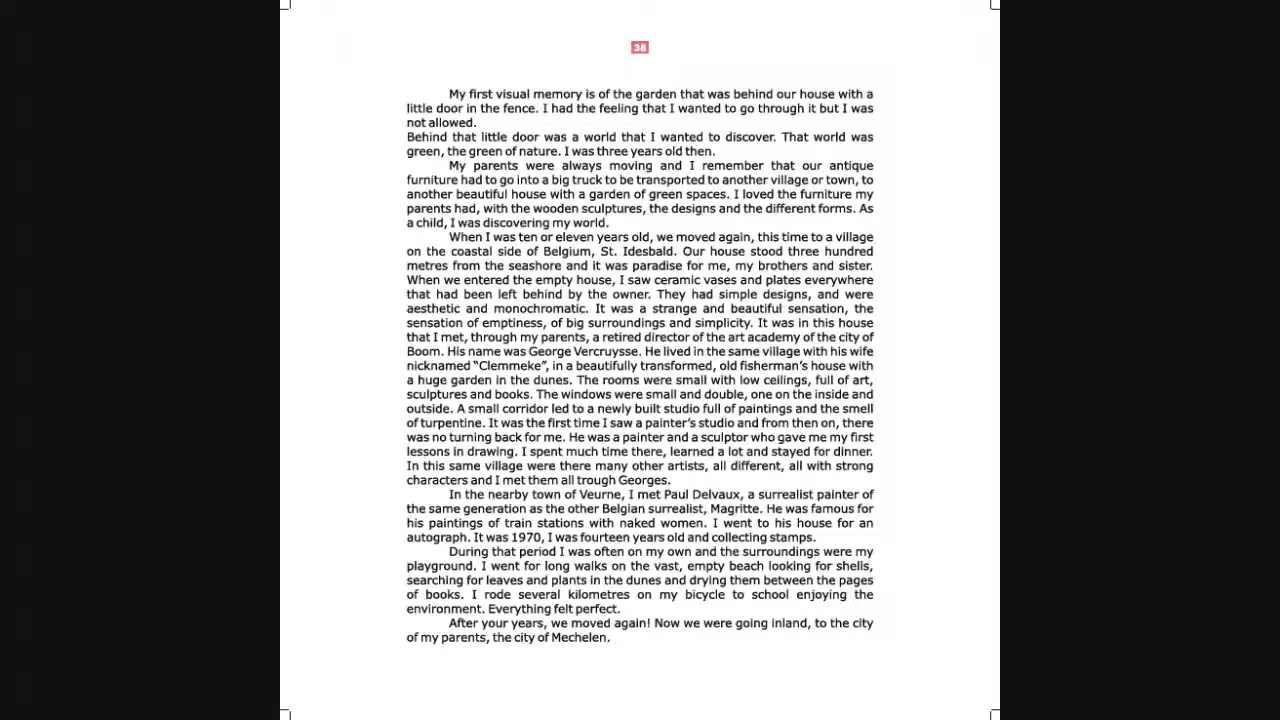 38
My first visual memory is of the garden that was behind our house with a
little door in the fence. I had the feeling that I wanted to go through it but I was
not allowed.
Behind that little door was a world that I wanted to discover. That world was
green, the green of nature. I was three years old then.
My parents were always moving and I remember that our antique
furniture had to go into a big truck to be transported to another village or town, to
another beautiful house with a garden of green spaces. I loved the furniture my
parents had, with the wooden sculptures, the designs and the different forms. As
a child, I was discovering my world.
When I was ten or eleven years old, we moved again, this time to a village
on the coastal side of Belgium, St. Idesbald. Our house stood three hundred
metres from the seashore and it was paradise for me, my brothers and sister.
When we entered the empty house, I saw ceramic vases and plates everywhere
that had been left behind by the owner. They had simple designs, and were
aesthetic and monochromatic. It was a strange and beautiful sensation, the
sensation of emptiness, of big surroundings and simplicity. It was in this house
that I met, through my parents, a retired director of the art academy of the city of
Boom. His name was George Vercruysse. He lived in the same village with his wife
nicknamed “Clemmeke”, in a beautifully transformed, old fisherman’s house with
a huge garden in the dunes. The rooms were small with low ceilings, full of art,
sculptures and books. The windows were small and double, one on the inside and
outside. A small corridor led to a newly built studio full of paintings and the smell
of turpentine. It was the first time I saw a painter’s studio and from then on, there
was no turning back for me. He was a painter and a sculptor who gave me my first
lessons in drawing. I spent much time there, learned a lot and stayed for dinner.
In this same village were there many other artists, all different, all with strong
characters and I met them all trough Georges.
In the nearby town of Veurne, I met Paul Delvaux, a surrealist painter of
the same generation as the other Belgian surrealist, Magritte. He was famous for
his paintings of train stations with naked women. I went to his house for an
autograph. It was 1970, I was fourteen years old and collecting stamps.
During that period I was often on my own and the surroundings were my
playground. I went for long walks on the vast, empty beach looking for shells,
searching for leaves and plants in the dunes and drying them between the pages
of books. I rode several kilometres on my bicycle to school enjoying the
environment. Everything felt perfect.
After your years, we moved again! Now we were going inland, to the city
of my parents, the city of Mechelen.